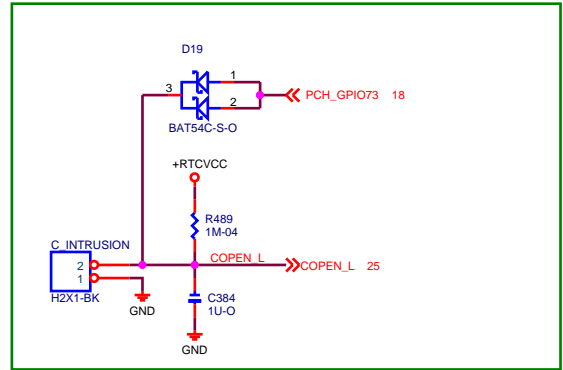 D19
1
3
PCH_GPIO73 18
2
BAT54C-S-O
+RTCVCC
R489
1M-04
C_INTRUSION
COPEN_L
2
COPEN_L 25
1
H2X1-BK
C384
1U-O
GND
GND